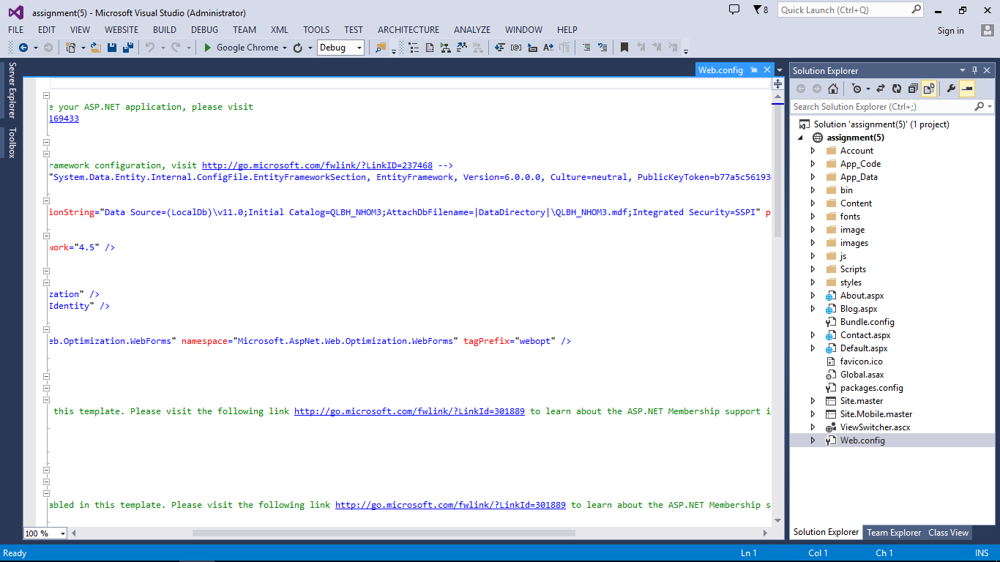 assignment(5) - Microsoft Visual Studio (Administrator)
8
Quick Launch (Ctrl+Q)
FILE EDIT VIEW WEBSITE BUILD DEBUG TEAM XML TOOLS TEST ARCHITECTURE ANALYZE WINDOW HELP
Sign in
Google Chrome
Debug
Server Explorer
Toolbox
Web.config
e your ASP.NET application, please visit
169433
ramework configuration, visit http://go.microsoft.com/fwlink/?LinkID=237468 -->
"System.Data.Entity.Internal.ConfigFile.EntityFrameworkSection, EntityFramework, Version=6.0.0.0, Culture=neutral, PublicKeyToken=b77a5c56193
ionString="Data Source=(LocalDb)\v11.0;Initial Catalog=QLBH_NHOM3;AttachDbFilename=|DataDirectory|\QLBH_NHOM3.mdf;Integrated Security=SSPI" p
work="4.5" />
zation" />
Identity" />
eb.Optimization.WebForms" namespace="Microsoft.AspNet.Web.Optimization.WebForms" tagPrefix="webopt" />
this template. Please visit the following link http://go.microsoft.com/fwlink/?LinkId=301889 to learn about the ASP.NET Membership support i
abled in this template. Please visit the following link http://go.microsoft.com/fwlink/?LinkId=301889 to learn about the ASP.NET Membership s
100 %
Solution Explorer
Search Solution Explorer (Ctrl+;)
Solution 'assignment(5)' (1 project)
assignment(5)
Account
App_Code
App_Data
bin
Content
fonts
image
images
js
Scripts
styles
About.aspx
Blog.aspx
Bundle.config
Contact.aspx
Default.aspx
favicon.ico
Global.asax
packages.config
Site.master
Site.Mobile.master
ViewSwitcher.ascx
Web.config
Solution Explorer Team Explorer Class View
Ready
Ln 1
Col 1
Ch 1
INS